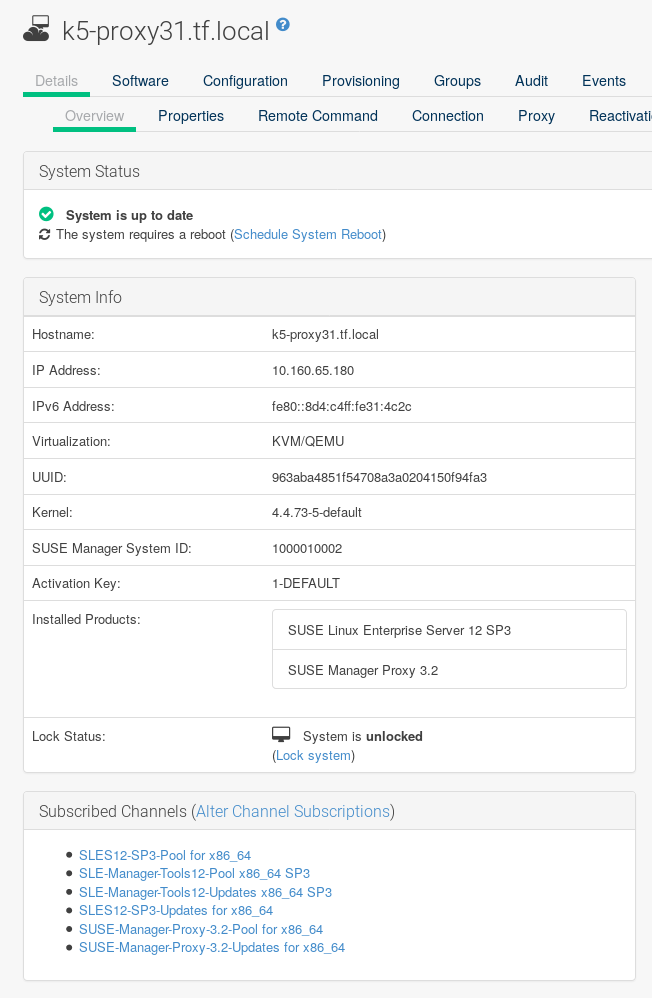 k5-proxy31.tf.local ?
Details Software Configuration Provisioning Groups Audit Events
Overview Properties Remote Command Connection Proxy Reactivati
System Status
System is up to date
The system requires a reboot (Schedule System Reboot)
System Info
Hostname: k5-proxy31.tf.local
IP Address: 10.160.65.180
IPv6 Address: fe80::8d4:c4ff:fe31:4c2c
Virtualization: KVM/QEMU
UUID: 963aba4851f54708a3a0204150f94fa3
Kernel: 4.4.73-5-default
SUSE Manager System ID: 1000010002
Activation Key: 1-DEFAULT
Installed Products: SUSE Linux Enterprise Server 12 SP3
SUSE Manager Proxy 3.2
Lock Status: System is unlocked
(Lock system)
Subscribed Channels (Alter Channel Subscriptions)
SLES12-SP3-Pool for x86_64
SLE-Manager-Tools12-Pool x86_64 SP3
SLE-Manager-Tools12-Updates x86_64 SP3
SLES12-SP3-Updates for x86_64
SUSE-Manager-Proxy-3.2-Pool for x86_64
SUSE-Manager-Proxy-3.2-Updates for x86_64